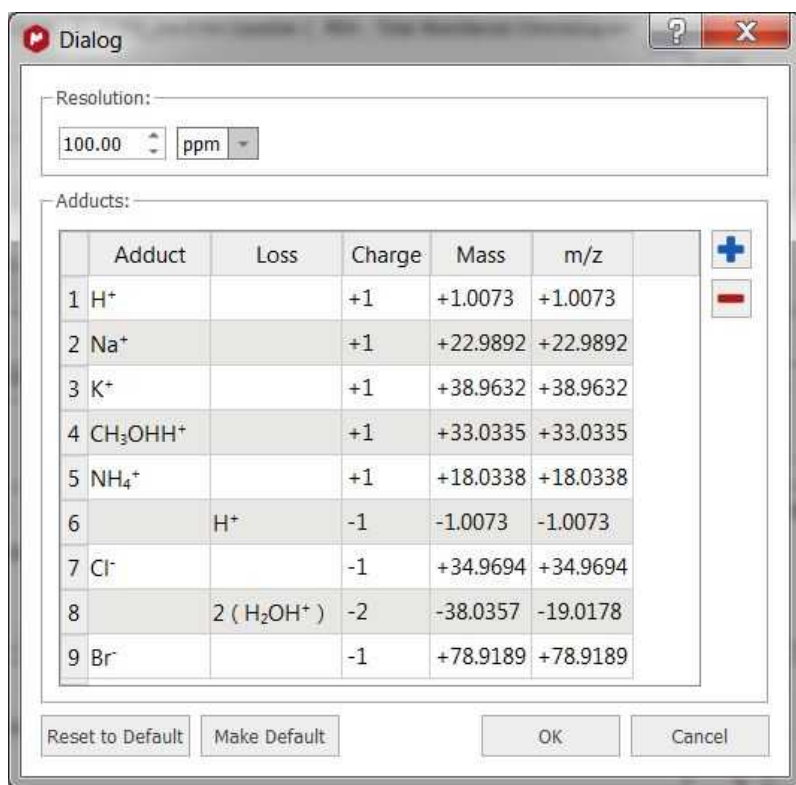 Dialog
Resolution:
100.00 ppm
Adducts:
Adduct Loss Charge Mass m/z
1 H⁺ +1 +1.0073 +1.0073
2 Na⁺ +1 +22.9892 +22.9892
3 K⁺ +1 +38.9632 +38.9632
4 CH₃OHH⁺ +1 +33.0335 +33.0335
5 NH₄⁺ +1 +18.0338 +18.0338
6 H⁺ -1 -1.0073 -1.0073
7 Cl⁻ -1 +34.9694 +34.9694
8 2 ( H₂OH⁺ ) -2 -38.0357 -19.0178
9 Br⁻ -1 +78.9189 +78.9189
Reset to Default Make Default OK Cancel